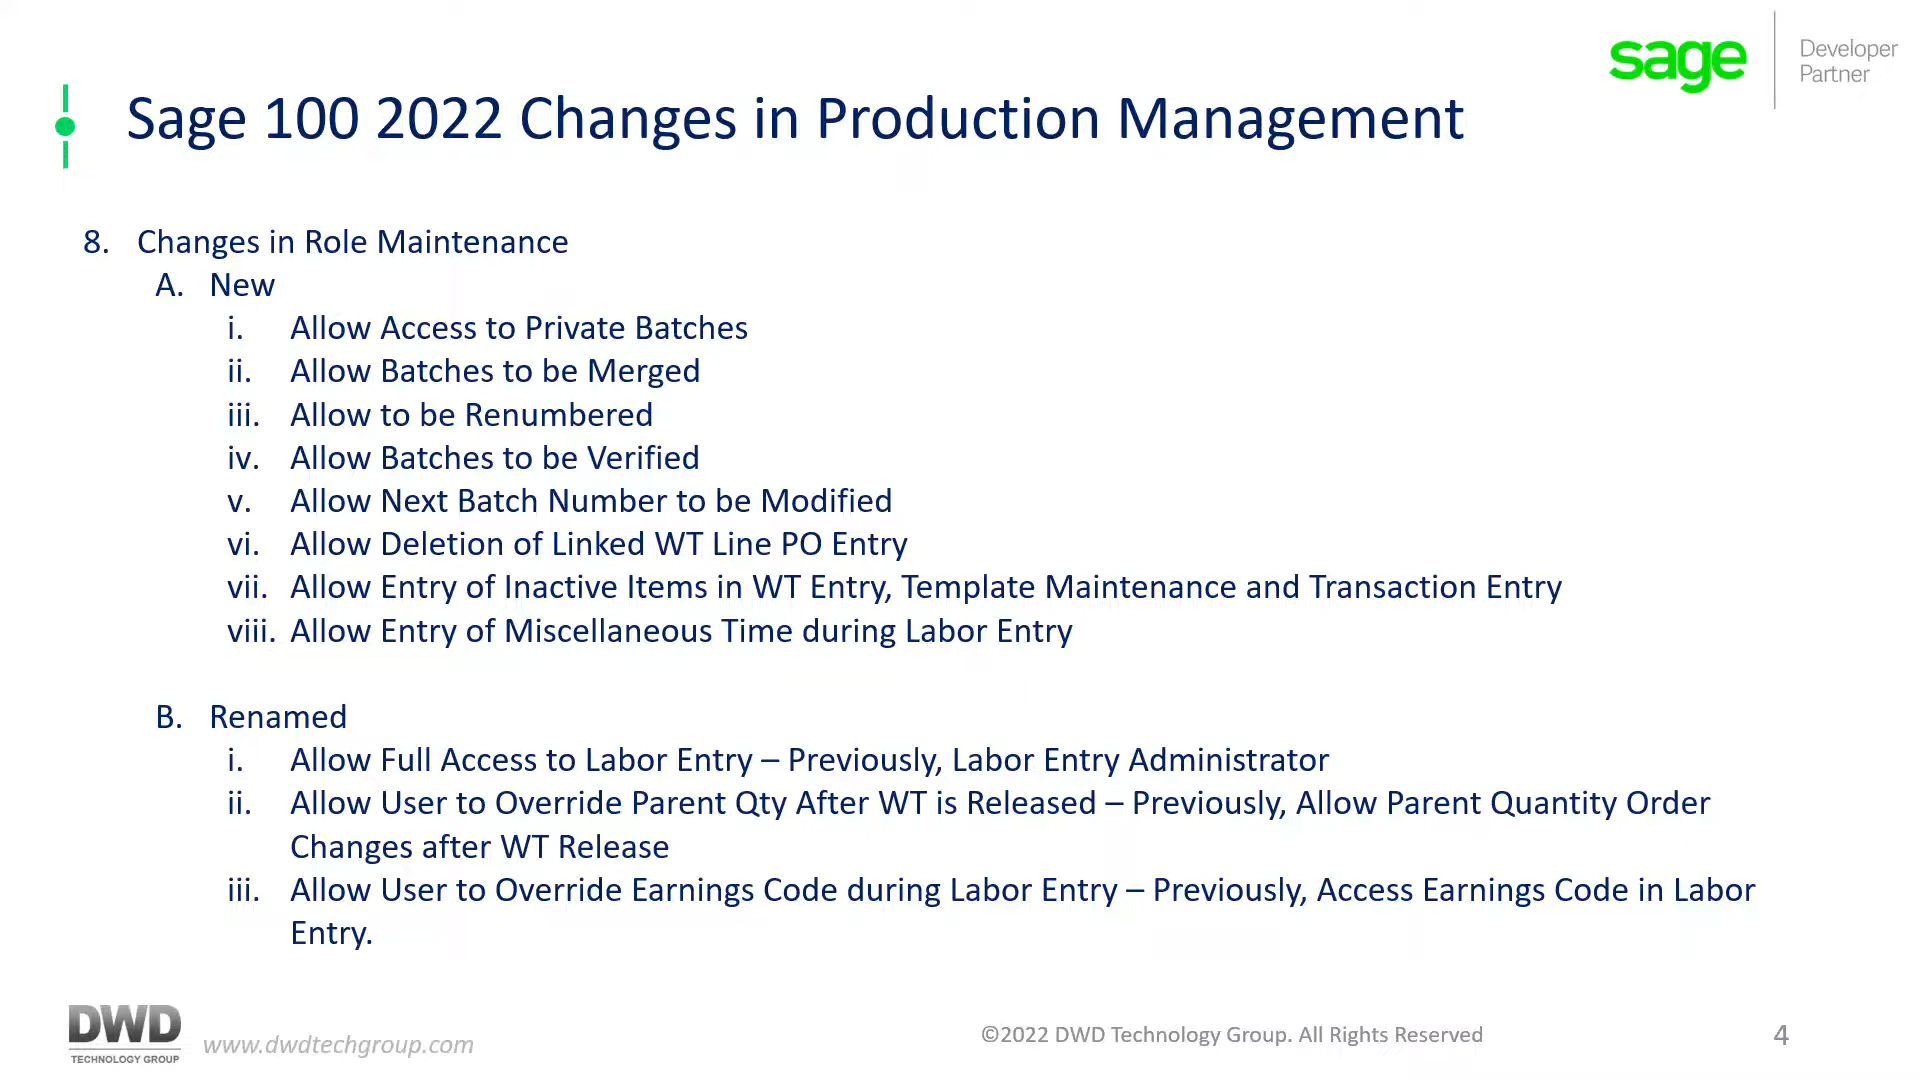 sage
Developer
Partner
Sage 100 2022 Changes in Production Management
8. Changes in Role Maintenance
A. New
i. Allow Access to Private Batches
ii. Allow Batches to be Merged
iii. Allow to be Renumbered
iv. Allow Batches to be Verified
v. Allow Next Batch Number to be Modified
vi. Allow Deletion of Linked WT Line PO Entry
vii. Allow Entry of Inactive Items in WT Entry, Template Maintenance and Transaction Entry
viii. Allow Entry of Miscellaneous Time during Labor Entry
B. Renamed
i. Allow Full Access to Labor Entry – Previously, Labor Entry Administrator
ii. Allow User to Override Parent Qty After WT is Released – Previously, Allow Parent Quantity Order
Changes after WT Release
iii. Allow User to Override Earnings Code during Labor Entry – Previously, Access Earnings Code in Labor
Entry.
DWD
TECHNOLOGY GROUP
www.dwdtechgroup.com
©2022 DWD Technology Group. All Rights Reserved
4